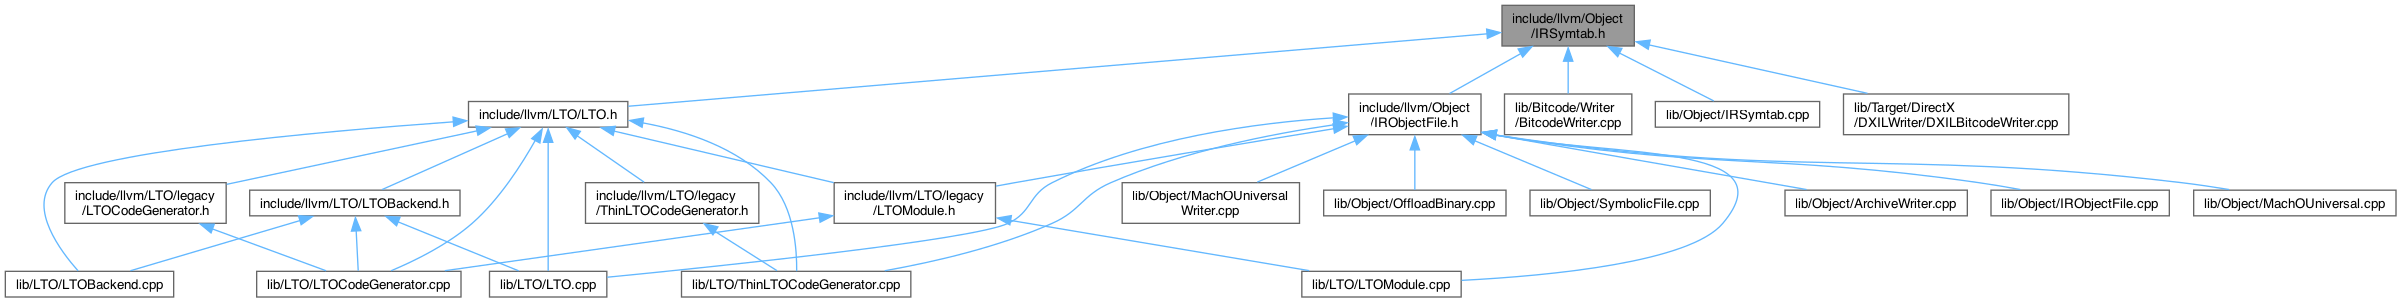 include/llvm/Object
/IRSymtab.h
include/llvm/LTO/LTO.h
include/llvm/Object
/IRObjectFile.h
lib/Bitcode/Writer
/BitcodeWriter.cpp
lib/Object/IRSymtab.cpp
lib/Target/DirectX
/DXILWriter/DXILBitcodeWriter.cpp
include/llvm/LTO/legacy
/LTOCodeGenerator.h
include/llvm/LTO/LTOBackend.h
include/llvm/LTO/legacy
/ThinLTOCodeGenerator.h
include/llvm/LTO/legacy
/LTOModule.h
lib/Object/MachOUniversal
Writer.cpp
lib/Object/OffloadBinary.cpp
lib/Object/SymbolicFile.cpp
lib/Object/ArchiveWriter.cpp
lib/Object/IRObjectFile.cpp
lib/Object/MachOUniversal.cpp
lib/LTO/LTOBackend.cpp
lib/LTO/LTOCodeGenerator.cpp
lib/LTO/LTO.cpp
lib/LTO/ThinLTOCodeGenerator.cpp
lib/LTO/LTOModule.cpp